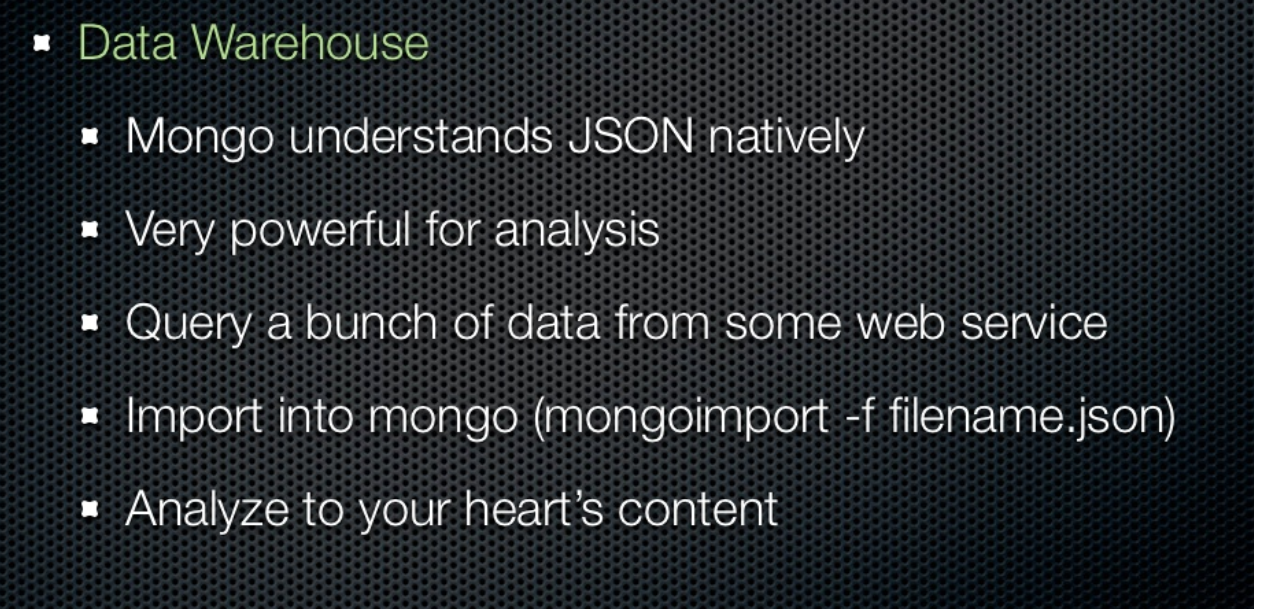 Data Warehouse
Mongo understands JSON natively
Very powerful for analysis
Query a bunch of data from some web service
Import into mongo (mongoimport -f filename.json)
Analyze to your heart’s content